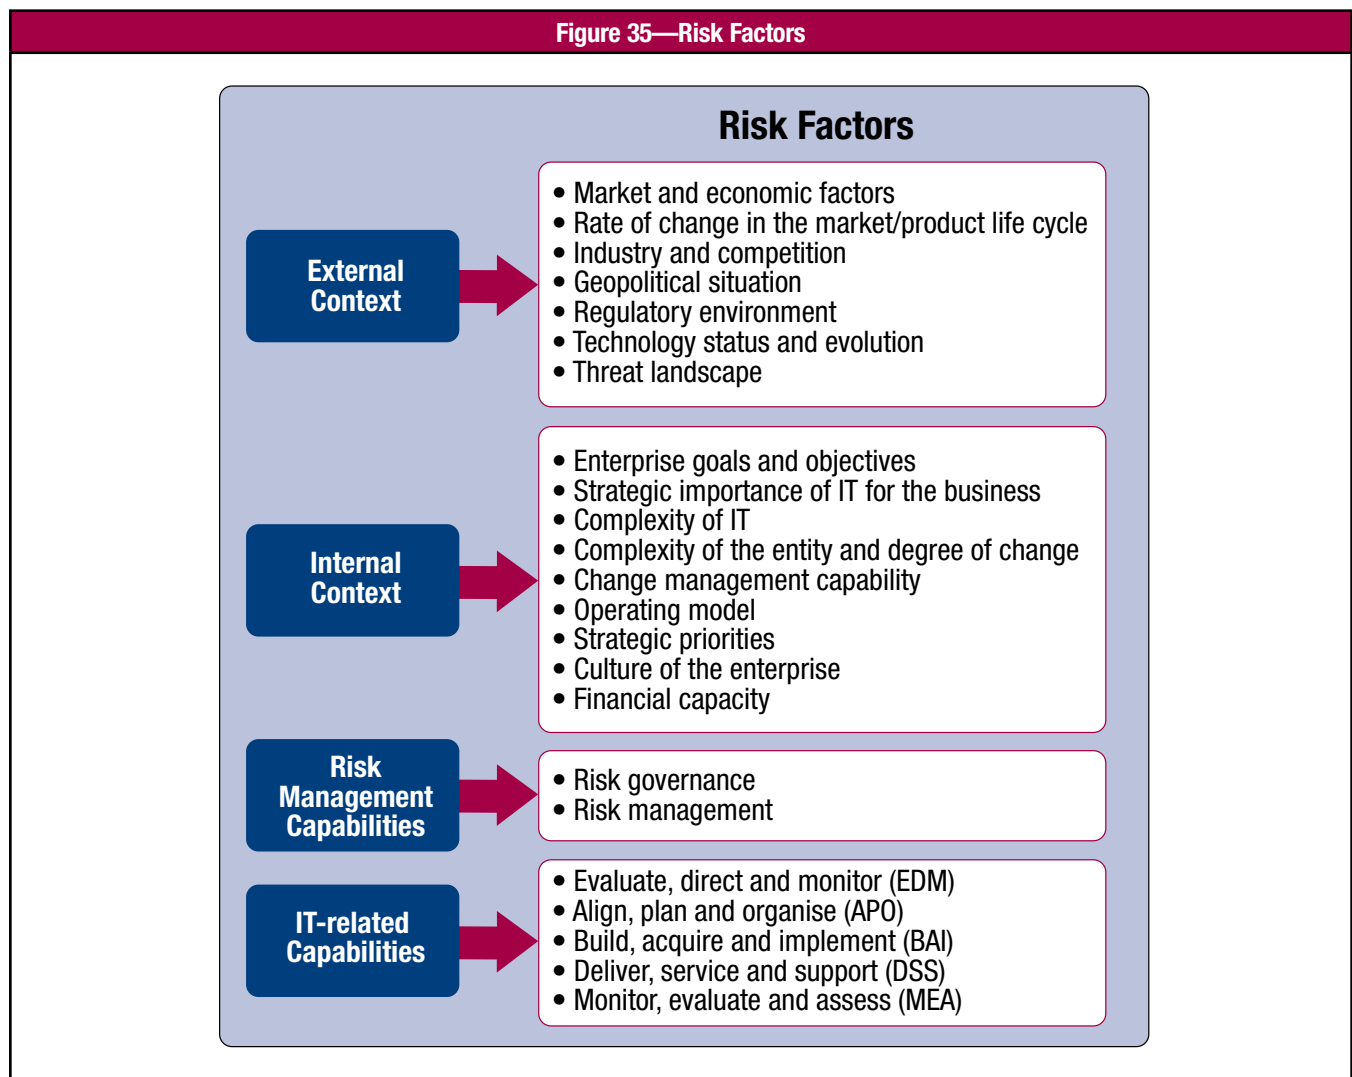 Figure 35—Risk Factors
Risk Factors
External
Context
• Market and economic factors
• Rate of change in the market/product life cycle
• Industry and competition
• Geopolitical situation
• Regulatory environment
• Technology status and evolution
• Threat landscape
Internal
Context
• Enterprise goals and objectives
• Strategic importance of IT for the business
• Complexity of IT
• Complexity of the entity and degree of change
• Change management capability
• Operating model
• Strategic priorities
• Culture of the enterprise
• Financial capacity
Risk
Management
Capabilities
• Risk governance
• Risk management
IT-related
Capabilities
• Evaluate, direct and monitor (EDM)
• Align, plan and organise (APO)
• Build, acquire and implement (BAI)
• Deliver, service and support (DSS)
• Monitor, evaluate and assess (MEA)